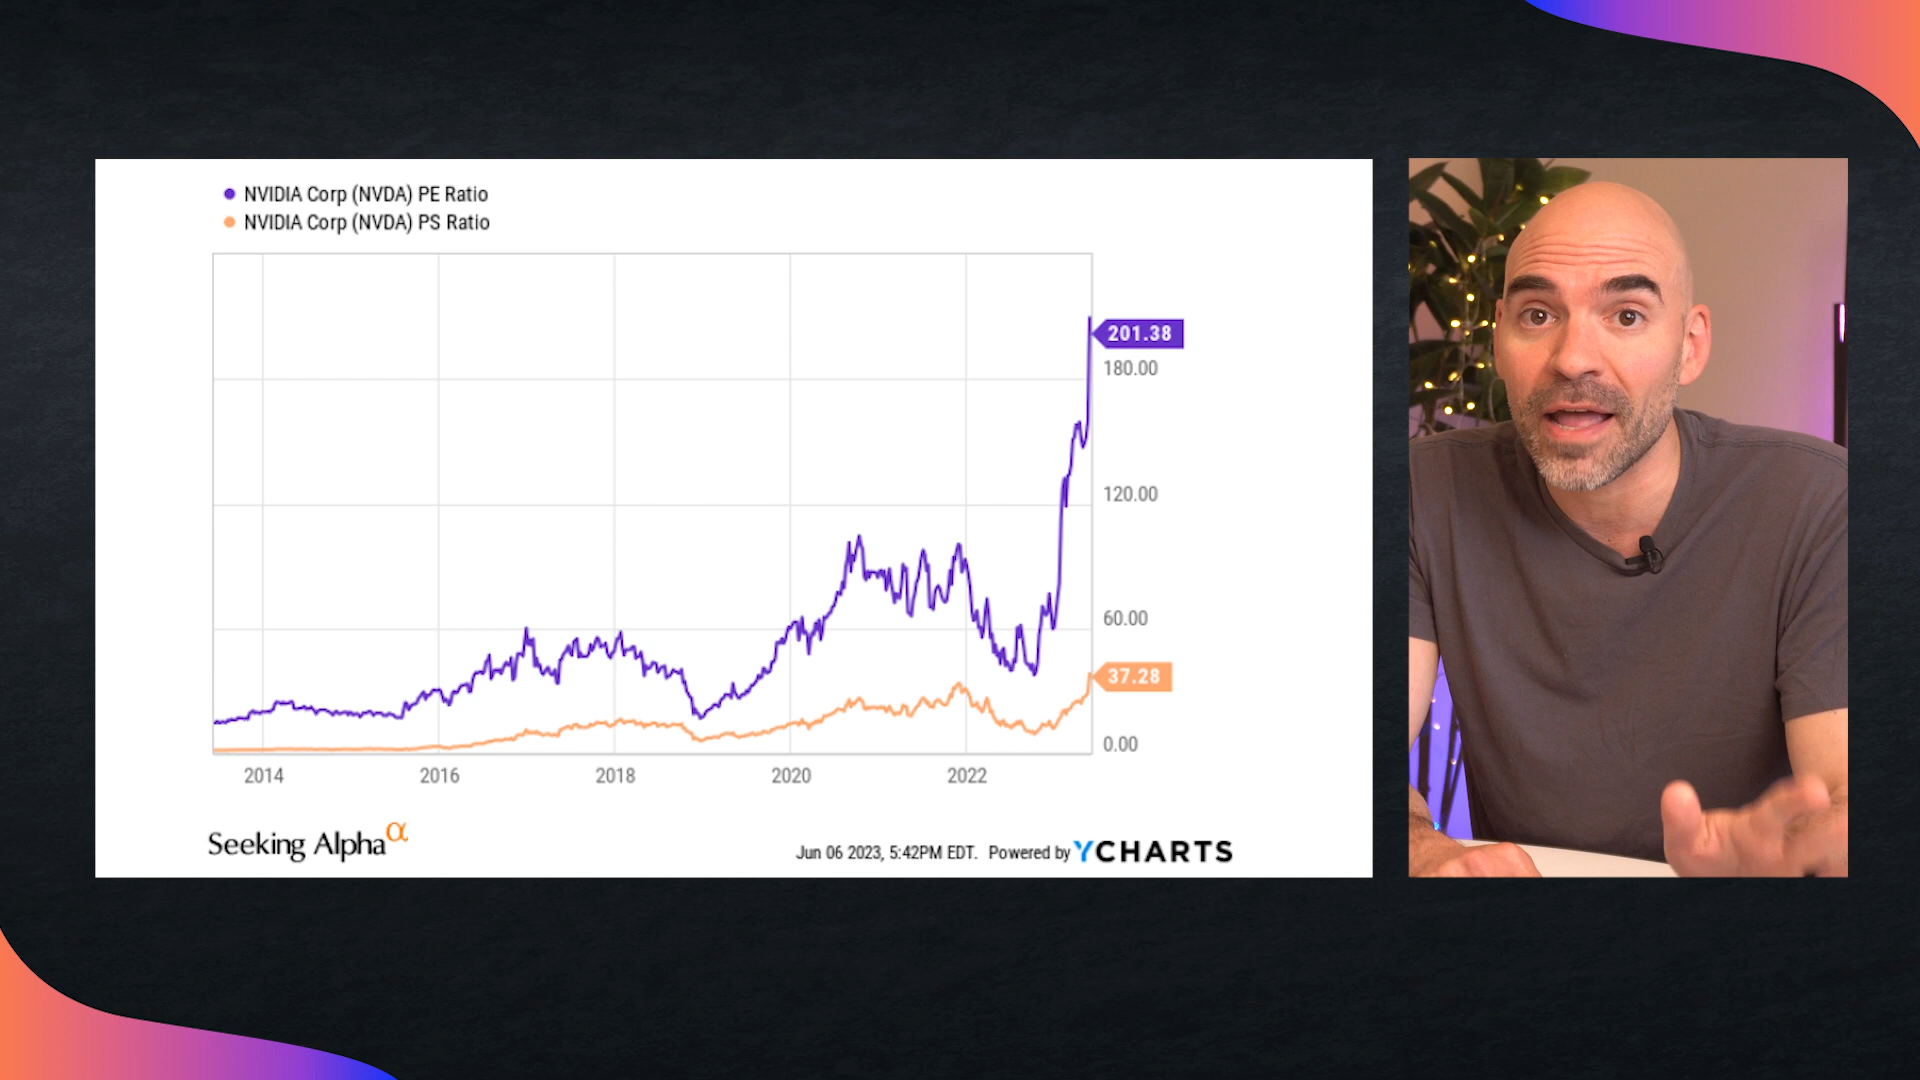 NVIDIA Corp (NVDA) PE Ratio
NVIDIA Corp (NVDA) PS Ratio
201.38
180.00
120.00
60.00
37.28
0.00
2014 2016 2018 2020 2022
Seeking Alphaα
Jun 06 2023, 5:42PM EDT. Powered by YCHARTS